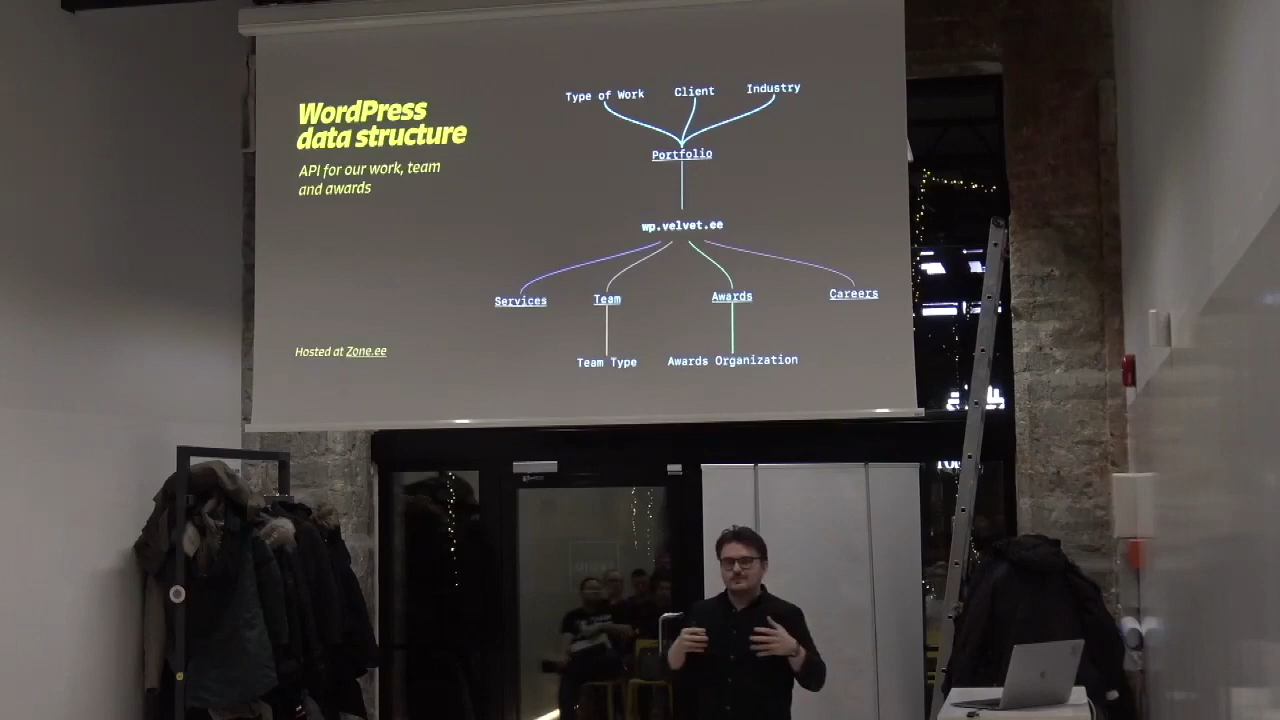 WordPress
data structure
API for our work, team
and awards
Type of Work
Client
Industry
Portfolio
wp.velvet.ee
Services
Team
Awards
Careers
Team Type
Awards Organization
Hosted at Zone.ee